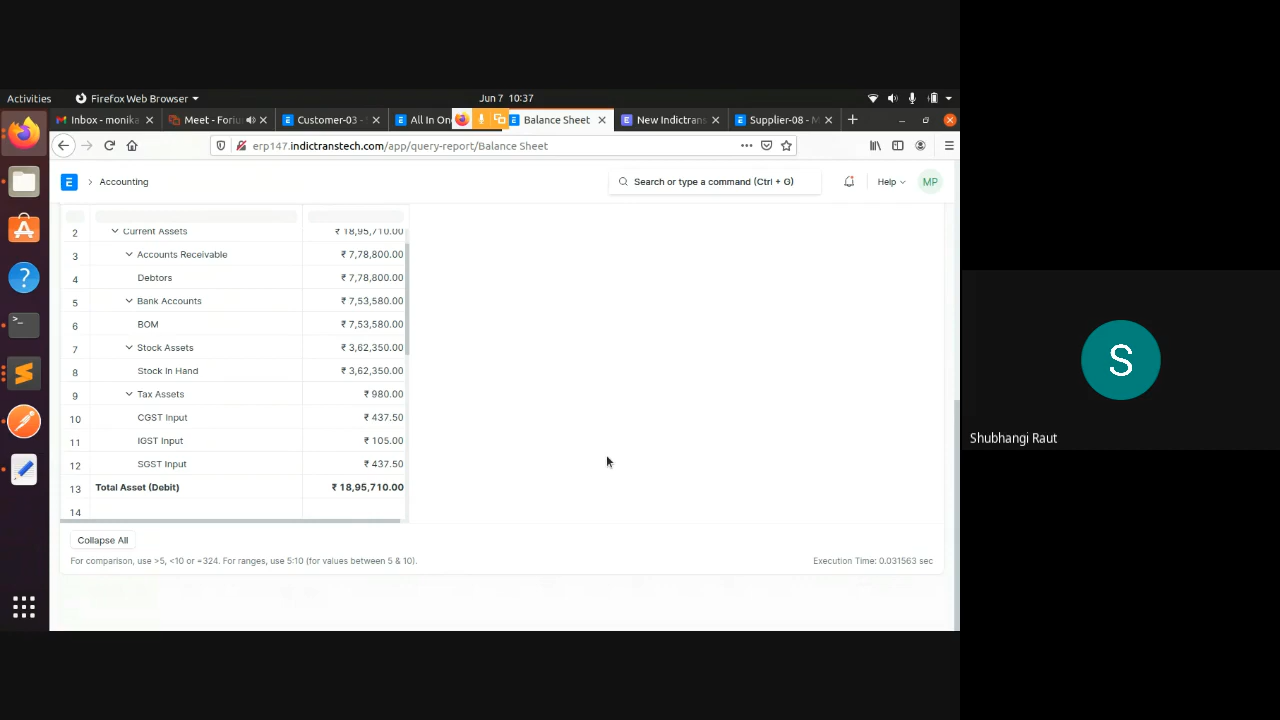 Activities
Firefox Web Browser
Jun 7 10:37
Inbox - monika
Meet - Foriu
Customer-03 -
All In On
Balance Sheet
New Indictrans
Supplier-08 - M
erp147.indictranstech.com/app/query-report/Balance Sheet
E
Accounting
Search or type a command (Ctrl + G)
Help
MP
2 Current Assets ₹ 18,95,710.00
3 Accounts Receivable ₹ 7,78,800.00
4 Debtors ₹ 7,78,800.00
5 Bank Accounts ₹ 7,53,580.00
6 BOM ₹ 7,53,580.00
7 Stock Assets ₹ 3,62,350.00
8 Stock In Hand ₹ 3,62,350.00
9 Tax Assets ₹ 980.00
10 CGST Input ₹ 437.50
11 IGST Input ₹ 105.00
12 SGST Input ₹ 437.50
13 Total Asset (Debit) ₹ 18,95,710.00
14
Collapse All
For comparison, use >5, <10 or =324. For ranges, use 5:10 (for values between 5 & 10).
Execution Time: 0.031563 sec
S
Shubhangi Raut